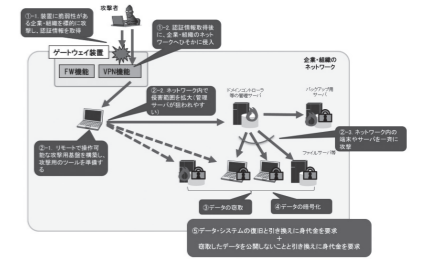 攻撃者
①-1. 装置に脆弱性がある企業・組織を標的に攻撃し、認証情報を取得
①-2. 認証情報取得後に、企業・組織のネットワークへひそかに侵入
ゲートウェイ装置
FW機能
VPN機能
企業・組織のネットワーク
②-2. ネットワーク内で侵害範囲を拡大(管理サーバが狙われやすい)
ドメインコントローラ等の管理サーバ
バックアップ用サーバ
②-1. リモートで操作可能な攻撃用基盤を構築し、攻撃用のツールを準備する
②-3. ネットワーク内の端末やサーバを一斉に攻撃
ファイルサーバ等
③データの窃取
④データの暗号化
⑤データ・システムの復旧と引き換えに身代金を要求
+
窃取したデータを公開しないことと引き換えに身代金を要求